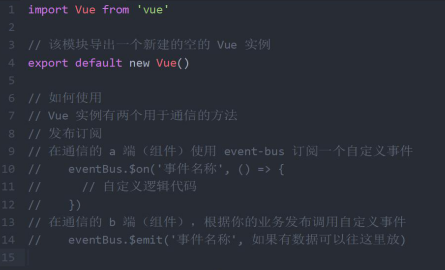 1 import Vue from 'vue'
2
3 // 该模块导出一个新建的空的 Vue 实例
4 export default new Vue()
5
6 // 如何使用
7 // Vue 实例有两个用于通信的方法
8 // 发布订阅
9 // 在通信的 a 端（组件）使用 event-bus 订阅一个自定义事件
10 //    eventBus.$on('事件名称', () => {
11 //      // 自定义逻辑代码
12 //    })
13 // 在通信的 b 端（组件），根据你的业务发布调用自定义事件
14 //    eventBus.$emit('事件名称', 如果有数据可以往这里放)
15